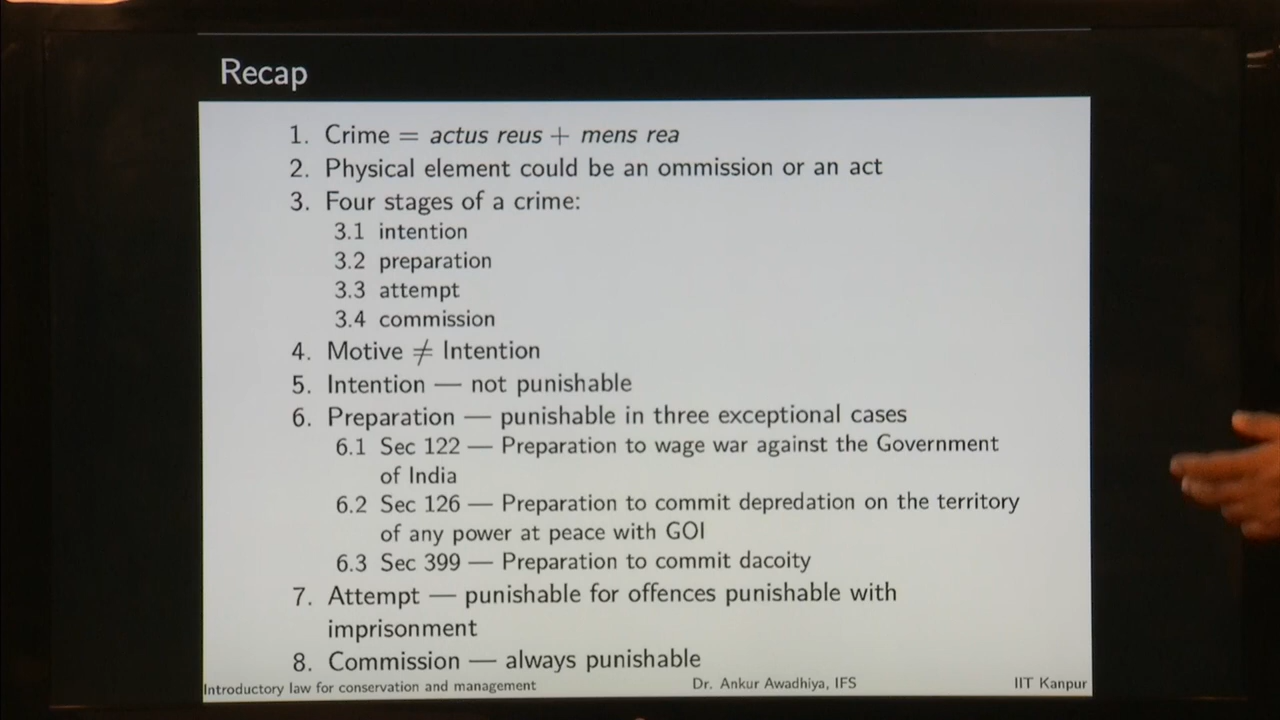 Recap
1. Crime = actus reus + mens rea
2. Physical element could be an ommission or an act
3. Four stages of a crime:
3.1 intention
3.2 preparation
3.3 attempt
3.4 commission
4. Motive ≠ Intention
5. Intention — not punishable
6. Preparation — punishable in three exceptional cases
6.1 Sec 122 — Preparation to wage war against the Government
of India
6.2 Sec 126 — Preparation to commit depredation on the territory
of any power at peace with GOI
6.3 Sec 399 — Preparation to commit dacoity
7. Attempt — punishable for offences punishable with
imprisonment
8. Commission — always punishable
Introductory law for conservation and management Dr. Ankur Awadhiya, IFS IIT Kanpur